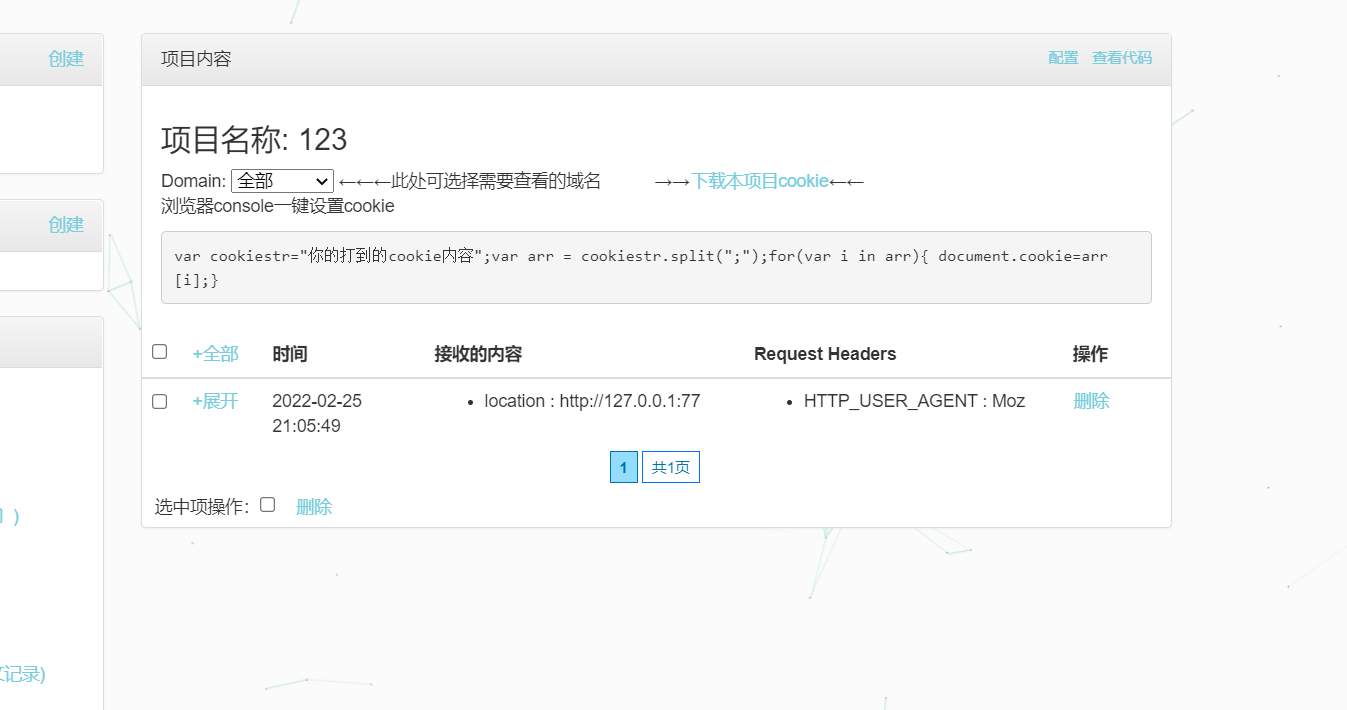 创建
项目内容 配置 查看代码
项目名称: 123
Domain: 全部 ←←←此处可选择需要查看的域名 →→下载本项目cookie←←
浏览器console一键设置cookie
var cookiestr="你的打到的cookie内容";var arr = cookiestr.split(";");for(var i in arr){ document.cookie=arr
[i];}
创建
+全部 时间 接收的内容 Request Headers 操作
+展开 2022-02-25 • location : http://127.0.0.1:77 • HTTP_USER_AGENT : Moz 删除
21:05:49
1 共1页
选中项操作： 删除
)
记录)